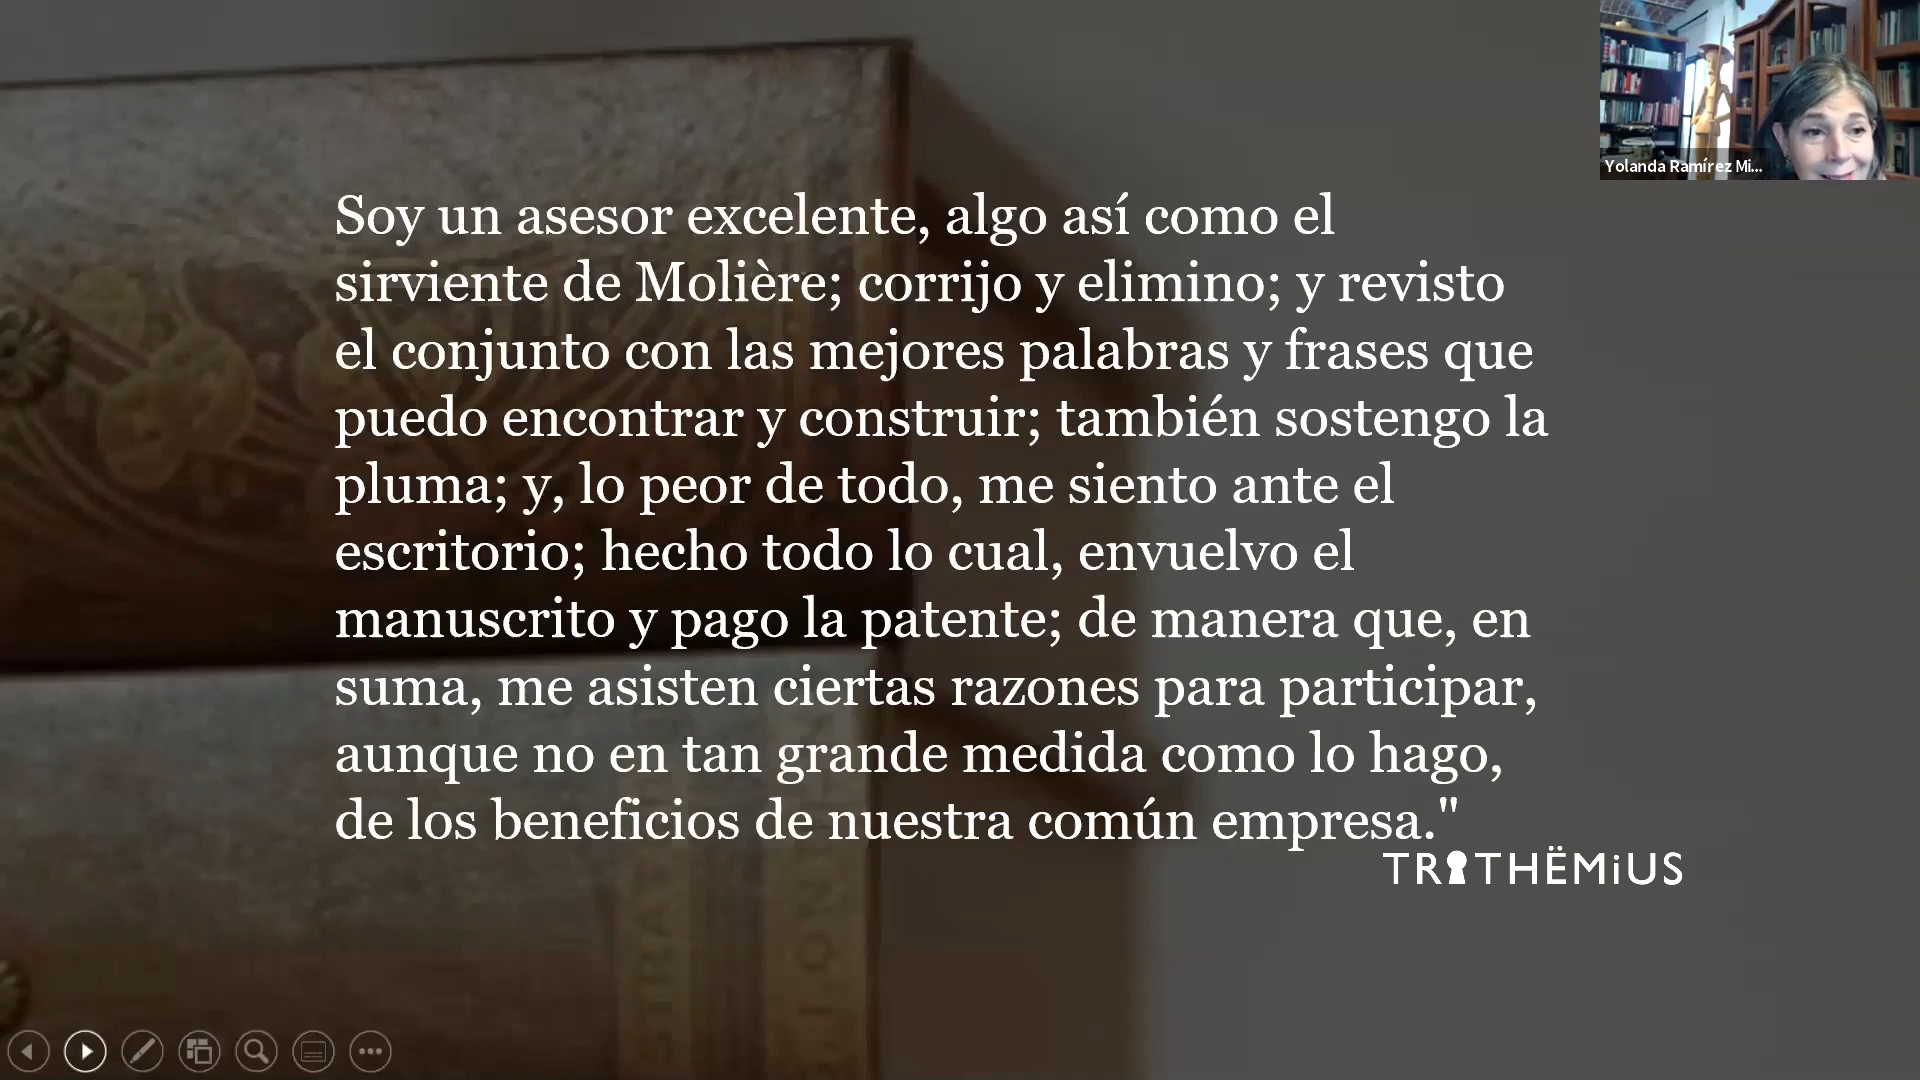 Yolanda Ramírez Mi...
Soy un asesor excelente, algo así como el
sirviente de Molière; corrijo y elimino; y revisto
el conjunto con las mejores palabras y frases que
puedo encontrar y construir; también sostengo la
pluma; y, lo peor de todo, me siento ante el
escritorio; hecho todo lo cual, envuelvo el
manuscrito y pago la patente; de manera que, en
suma, me asisten ciertas razones para participar,
aunque no en tan grande medida como lo hago,
de los beneficios de nuestra común empresa."
TRITHËMiUS